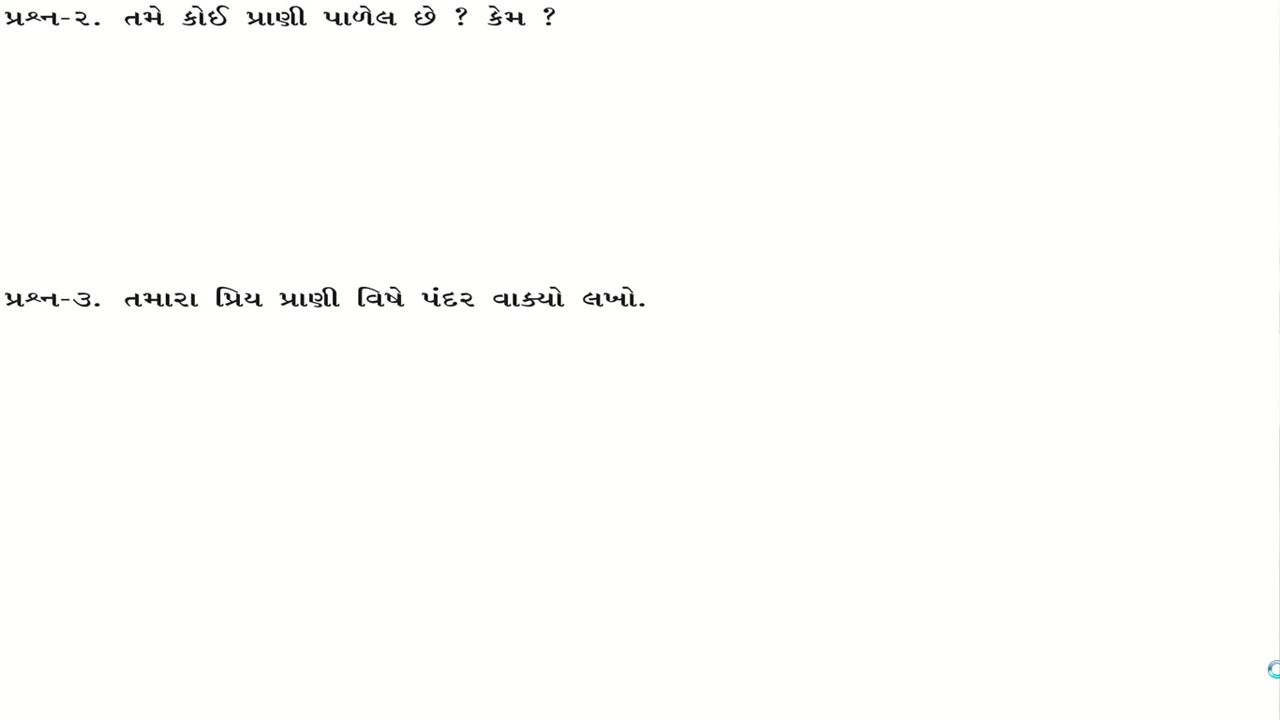 પ્રશ્ન-૨. તમે કોઈ પ્રાણી પાળેલ છે ? કેમ ?
પ્રશ્ન-૩. તમારા પ્રિય પ્રાણી વિષે પંદર વાક્યો લખો.